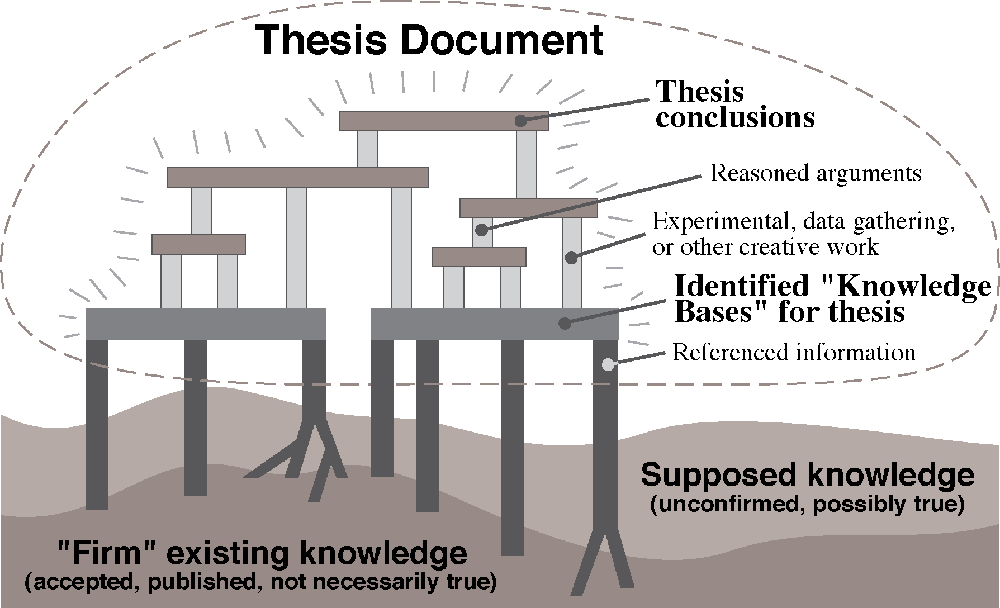 Thesis Document
Thesis
conclusions
Reasoned arguments
Experimental, data gathering,
or other creative work
Identified "Knowledge
Bases" for thesis
Referenced information
Supposed knowledge
(unconfirmed, possibly true)
"Firm" existing knowledge
(accepted, published, not necessarily true)